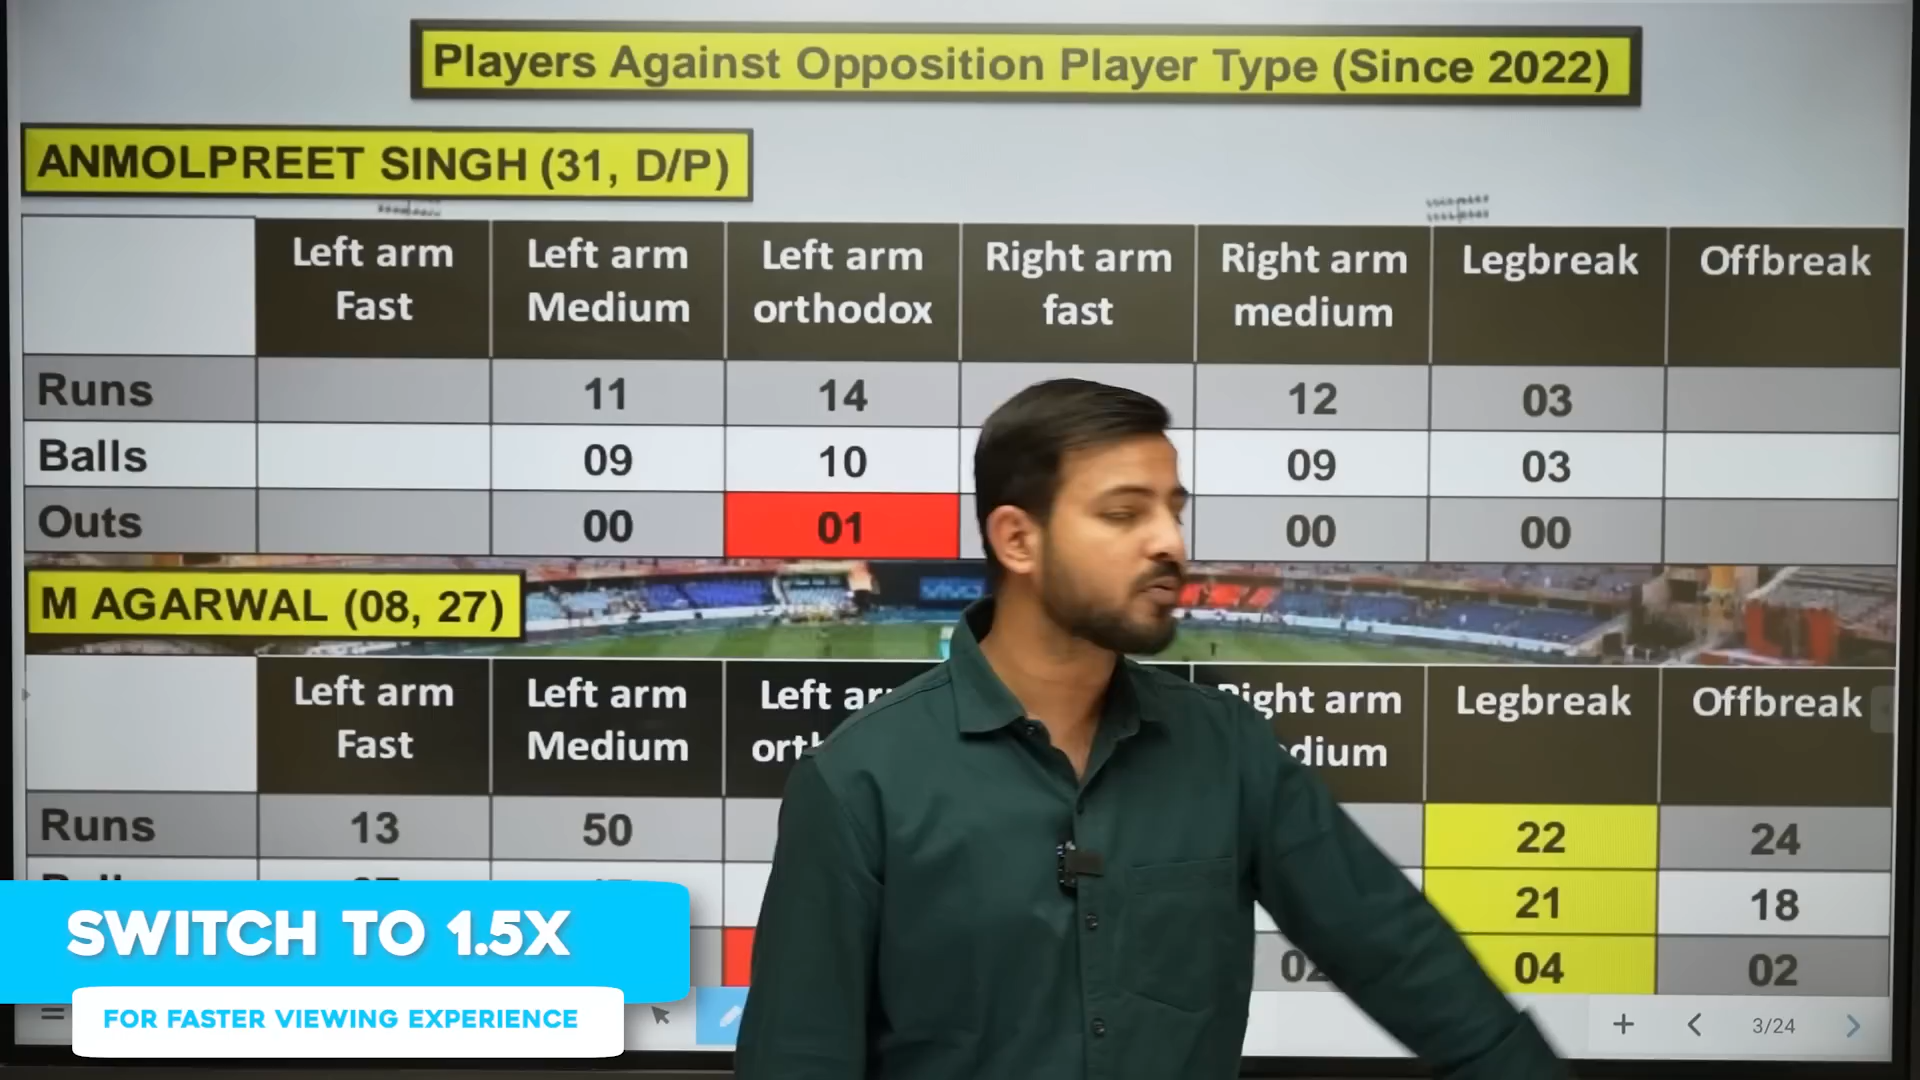 Players Against Opposition Player Type (Since 2022)
ANMOLPREET SINGH (31, D/P)
Left arm Fast
Left arm Medium
Left arm orthodox
Right arm fast
Right arm medium
Legbreak
Offbreak
Runs 11 14 12 03
Balls 09 10 09 03
Outs 00 01 00 00
M AGARWAL (08, 27)
Left arm Fast
Left arm Medium
Legbreak
Offbreak
Runs 13 50 22 24
21 18
04 02
SWITCH TO 1.5X
FOR FASTER VIEWING EXPERIENCE
3/24